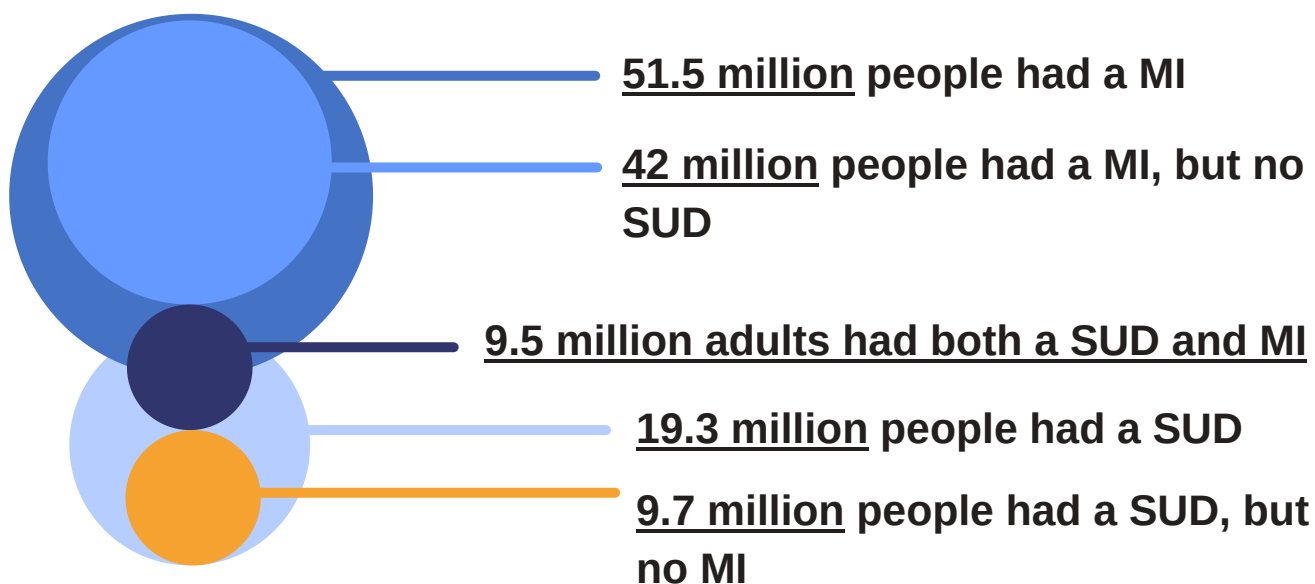 51.5 million people had a MI
42 million people had a MI, but no
SUD
9.5 million adults had both a SUD and MI
19.3 million people had a SUD
9.7 million people had a SUD, but
no MI